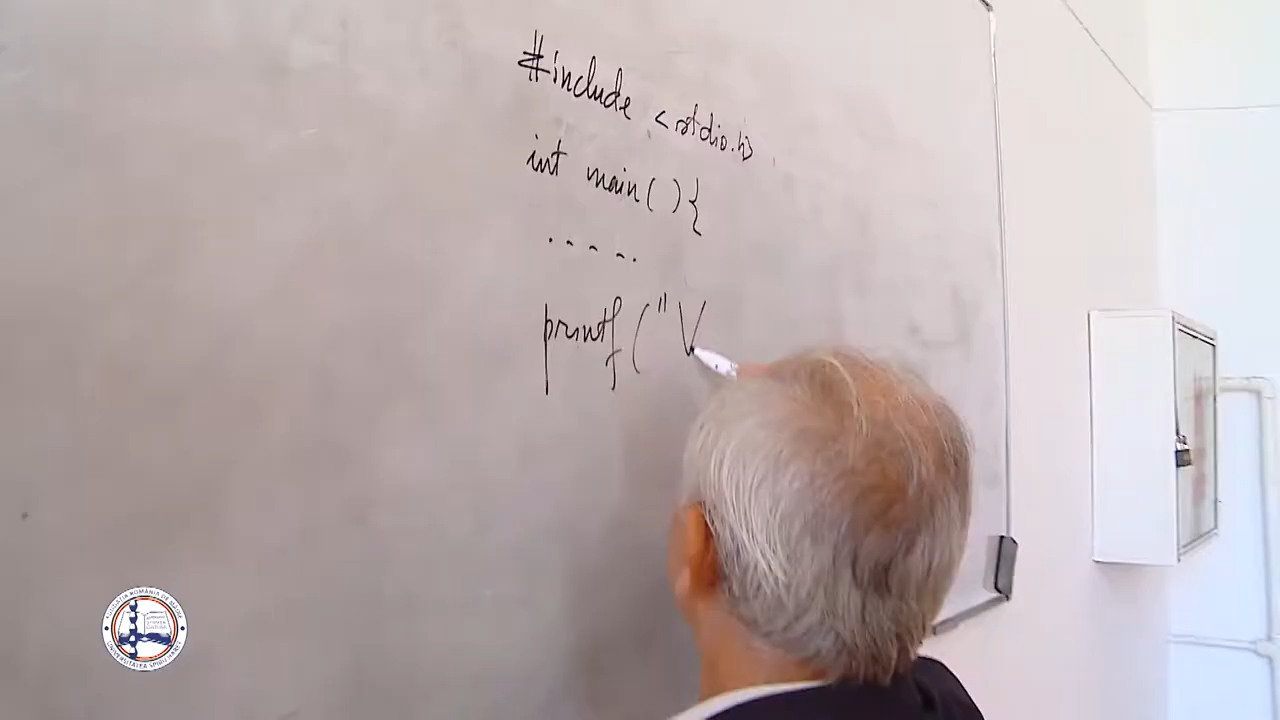 #include <stdio.h>
int main( ){
.....
printf("V